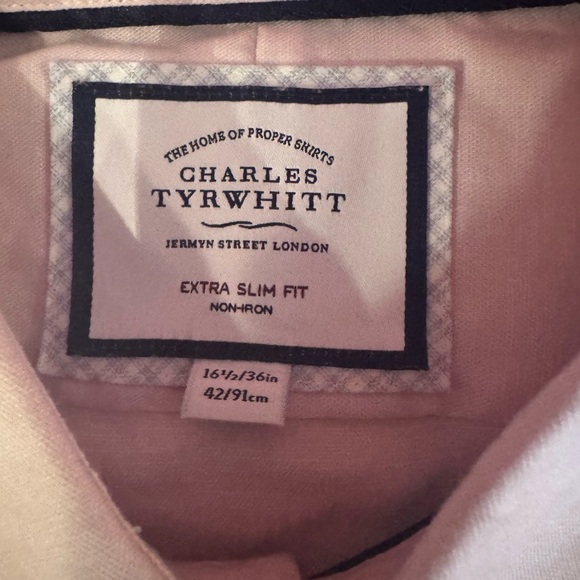 THE HOME OF PROPER SHIRTS
CHARLES
TYRWHITT
JERMYN STREET LONDON
EXTRA SLIM FIT
NON-IRON
16½/36in
42/91cm